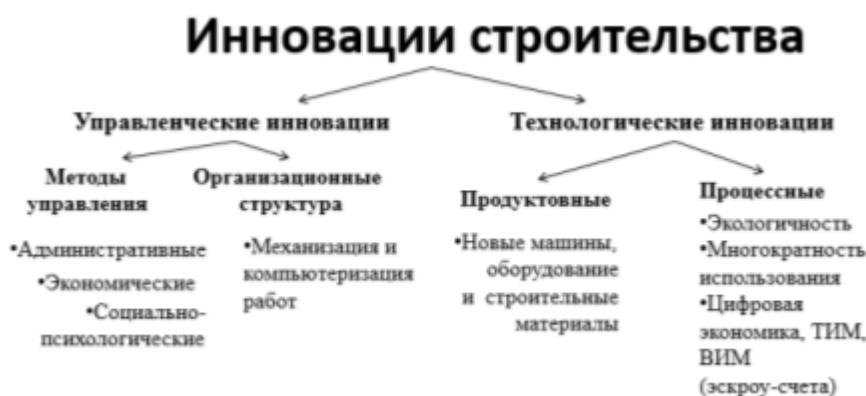 Инновации строительства
Управленческие инновации
Технологические инновации
Методы
управления
•Административные
•Экономические
•Социально-
психологические
Организационные
структура
•Механизация и
компьютеризация
работ
Продуктовные
•Новые машины,
оборудование
и строительные
материалы
Процессные
•Экологичность
•Многократность
использования
•Цифровая
экономика, ТИМ,
ВИМ
(эскроу-счета)